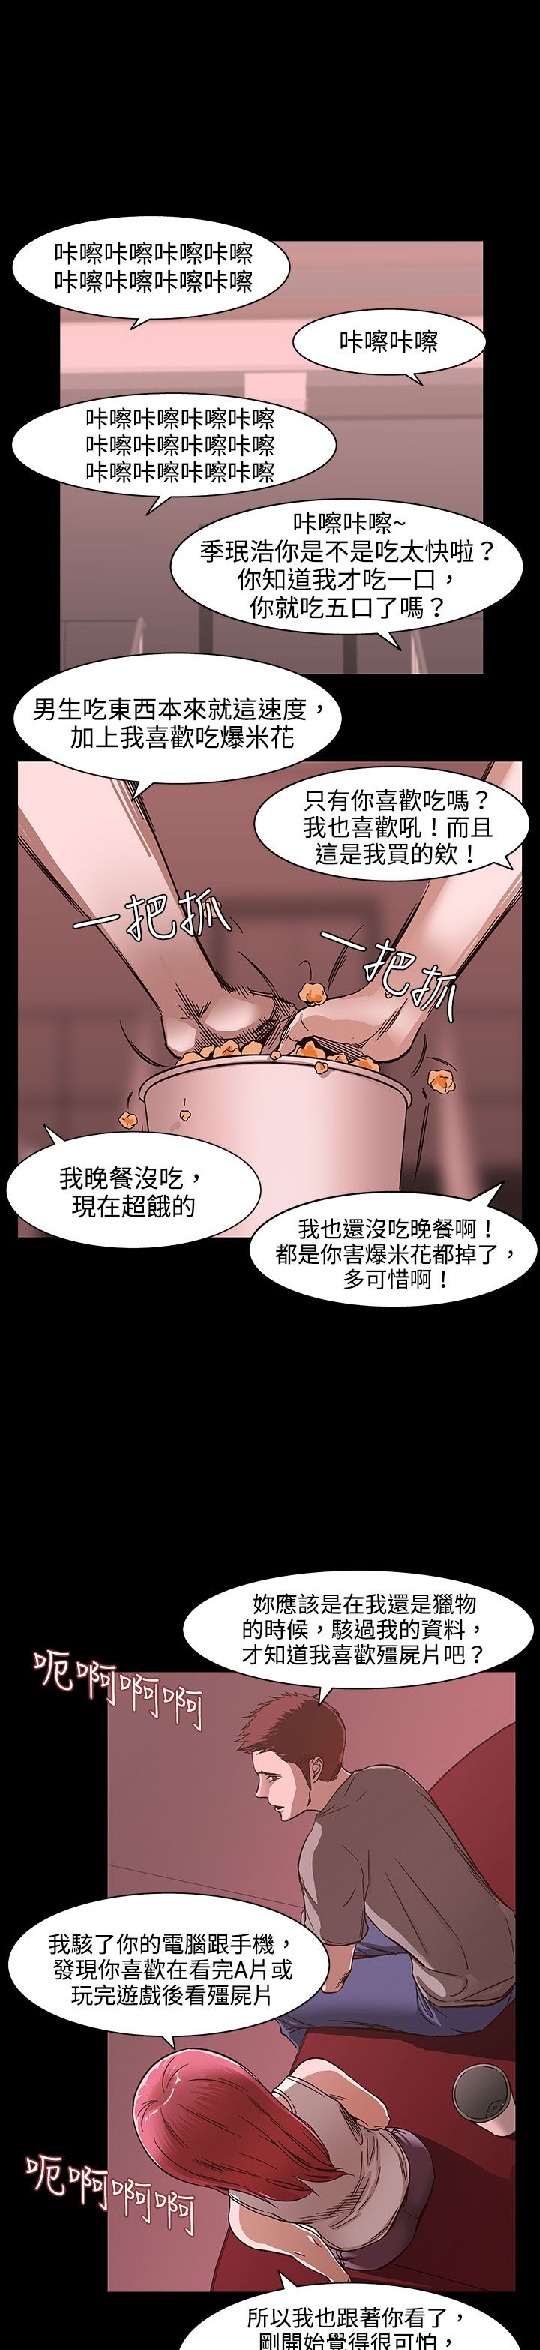 咔嚓咔嚓咔嚓咔嚓
咔嚓咔嚓咔嚓咔嚓
咔嚓咔嚓
咔嚓咔嚓咔嚓咔嚓
咔嚓咔嚓咔嚓咔嚓
咔嚓咔嚓咔嚓咔嚓
咔嚓咔嚓~
季珉浩你是不是吃太快啦？
你知道我才吃一口，
你就吃五口了嗎？
男生吃東西本來就這速度，
加上我喜歡吃爆米花
只有你喜歡吃嗎？
我也喜歡吼！而且
這是我買的欸！
一把抓
一把抓
我晚餐沒吃，
現在超餓的
我也還沒吃晚餐啊！
都是你害爆米花都掉了，
多可惜啊！
妳應該是在我還是獵物
的時候，駭過我的資料，
才知道我喜歡殭屍片吧？
呃啊啊啊
我駭了你的電腦跟手機，
發現你喜歡在看完A片或
玩完遊戲後看殭屍片
呃啊啊啊
所以我也跟著你看了，
剛開始覺得很可怕，